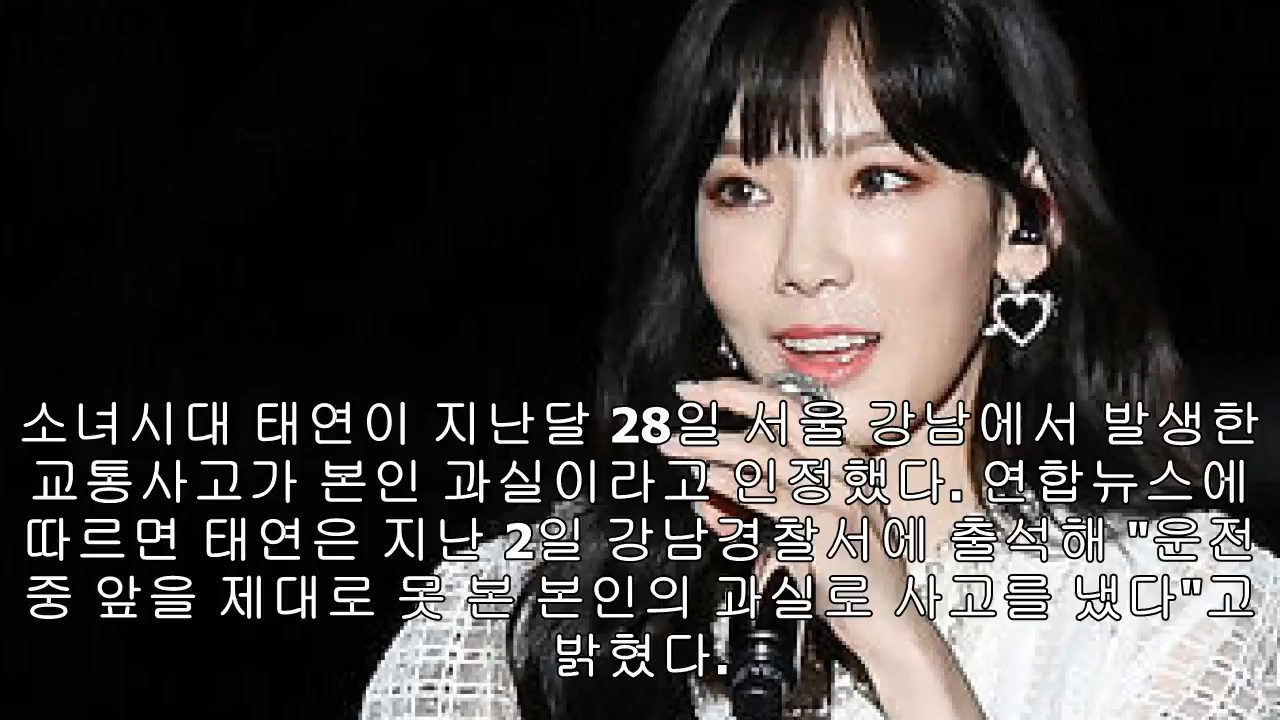 소녀시대 태연이 지난달 28일 서울 강남에서 발생한
교통사고가 본인 과실이라고 인정했다. 연합뉴스에
따르면 태연은 지난 2일 강남경찰서에 출석해 "운전
중 앞을 제대로 못 본 본인의 과실로 사고를 냈다"고
밝혔다.